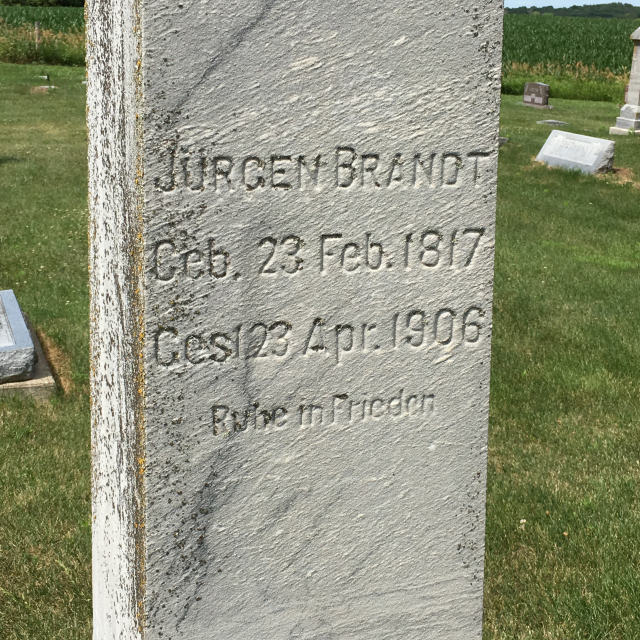 JÜRGEN BRANDT
Geb. 23 Feb. 1817
Gest 23 Apr. 1906
Ruhe in Frieden